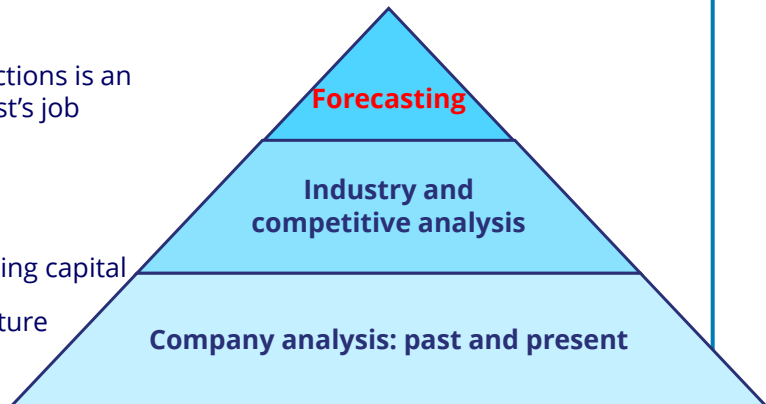 ctions is an
st's job
Forecasting
Industry and
competitive analysis
ing capital
ture
Company analysis: past and present